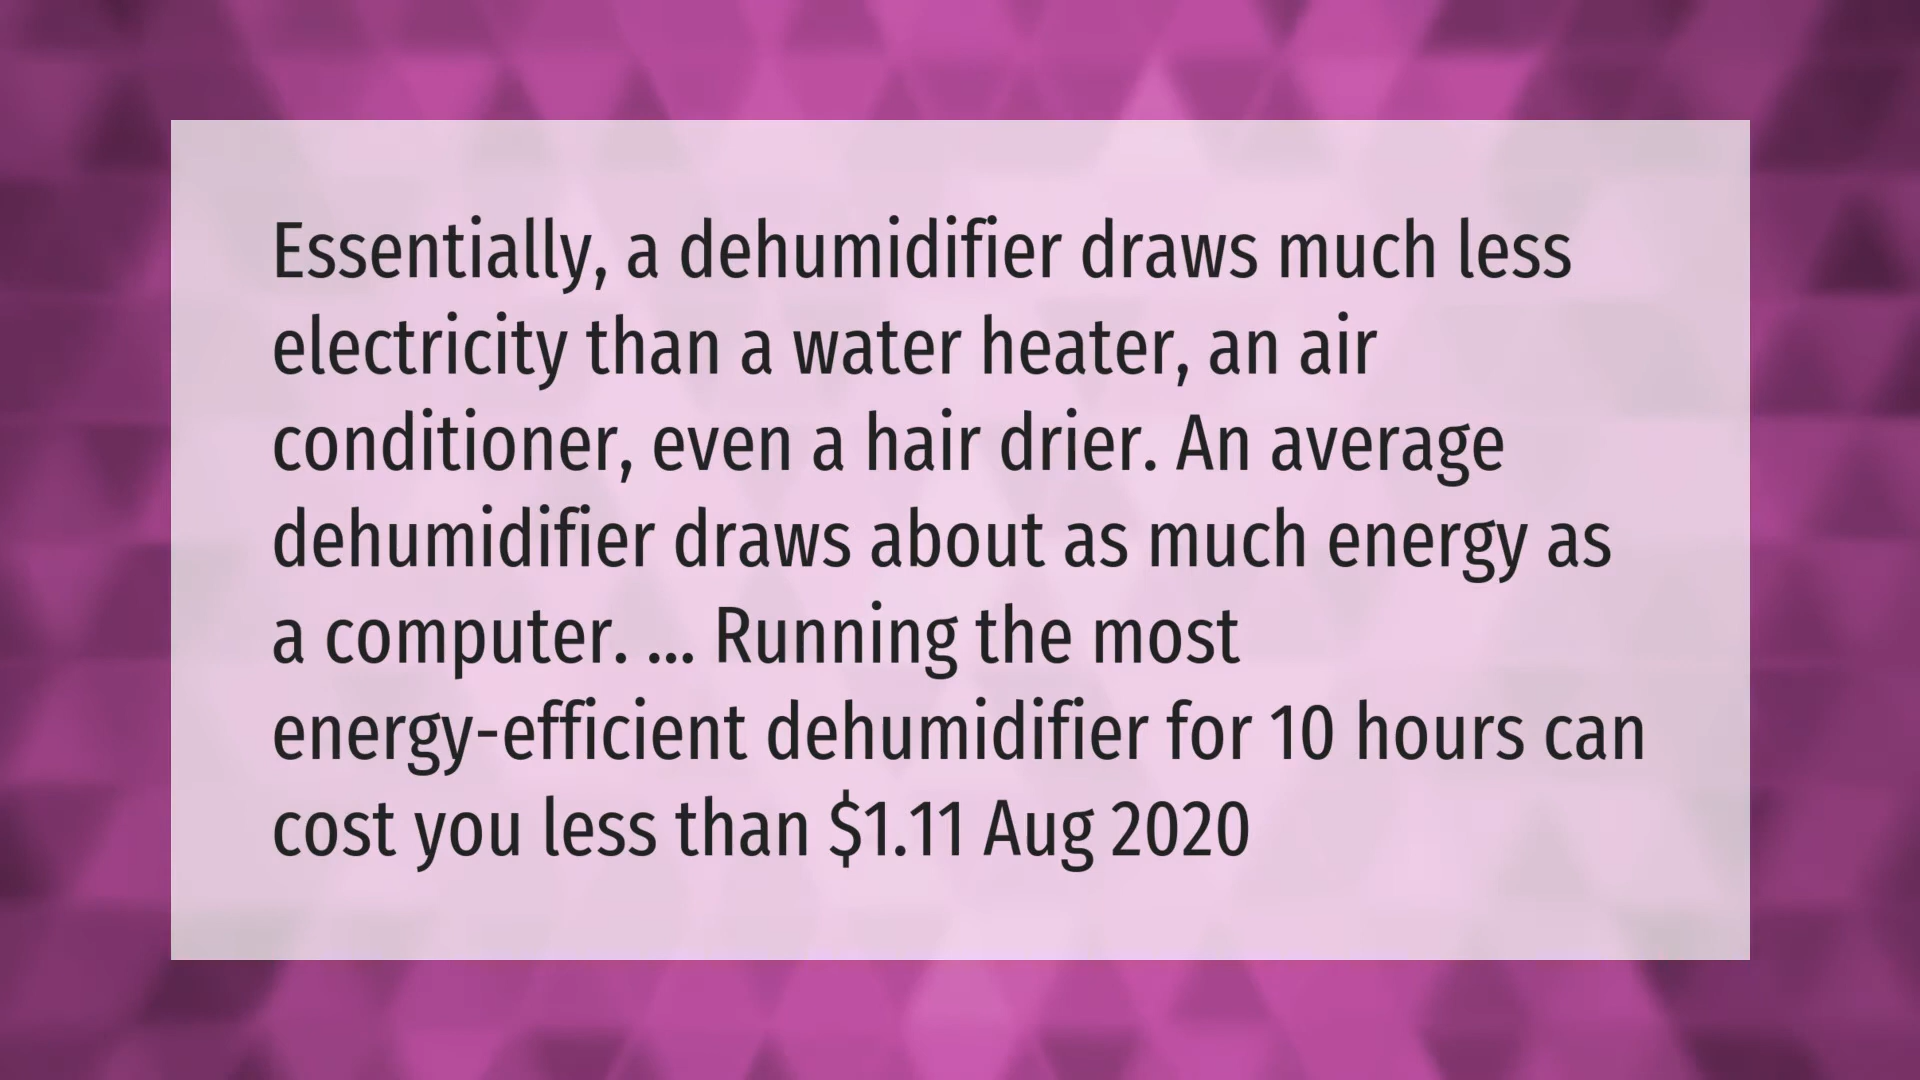 Essentially, a dehumidifier draws much less
electricity than a water heater, an air
conditioner, even a hair drier. An average
dehumidifier draws about as much energy as
a computer. ... Running the most
energy-efficient dehumidifier for 10 hours can
cost you less than $1.11 Aug 2020